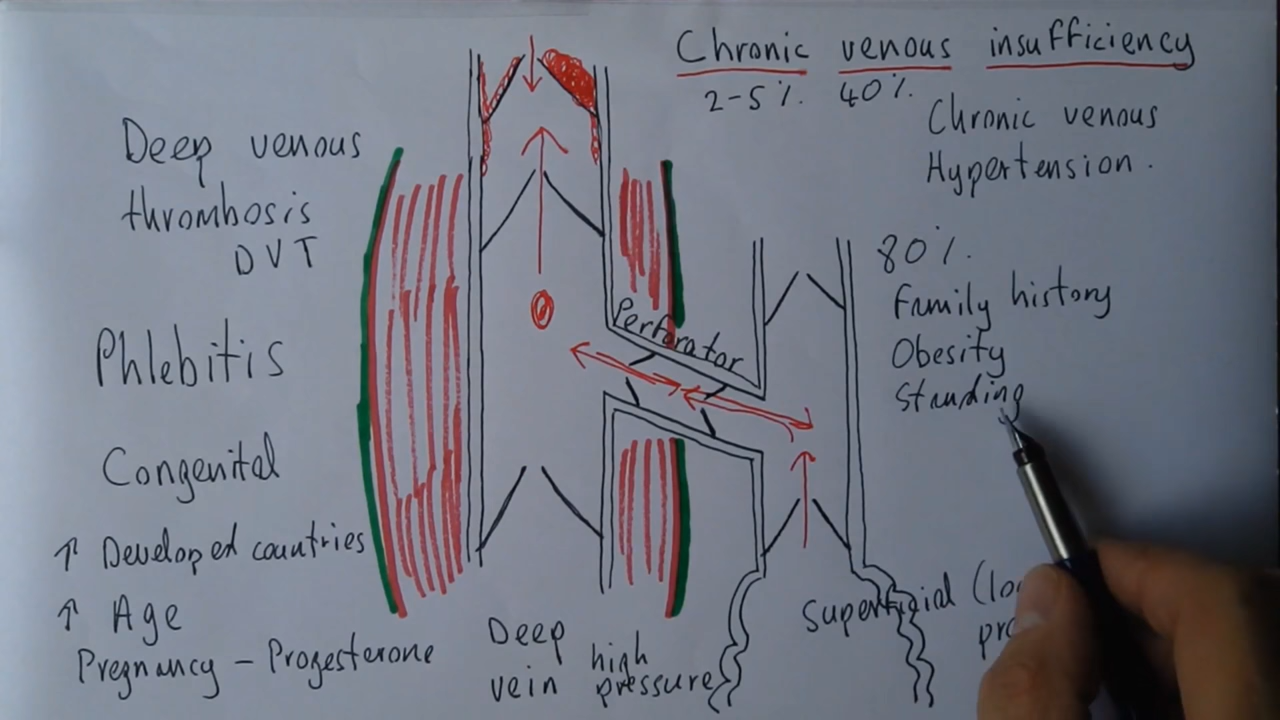 Chronic venous insufficiency
2-5% 40%.
Chronic venous
Hypertension.
Deep venous
thrombosis
DVT
Phlebitis
Congenital
↑ Developed countries
↑ Age
Pregnancy - Progesterone
Perforator
80%.
Family history
Obesity
Standing
Deep
vein
high
pressure
Superficial